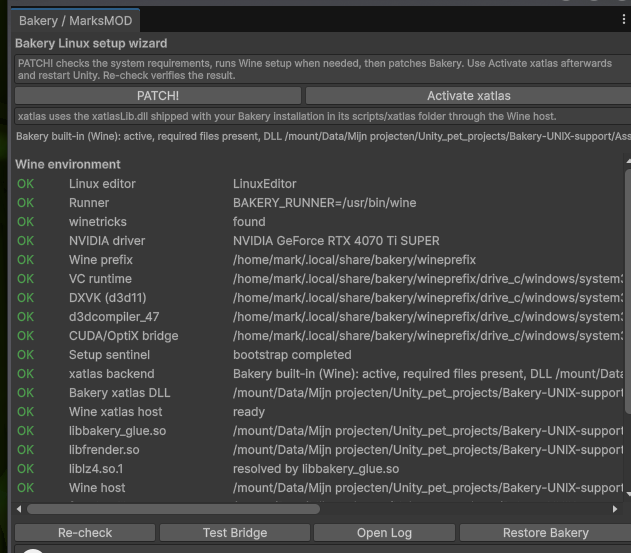 Bakery / MarksMOD
Bakery Linux setup wizard
PATCH! checks the system requirements, runs Wine setup when needed, then patches Bakery. Use Activate xatlas afterwards
and restart Unity. Re-check verifies the result.
PATCH! Activate xatlas
xatlas uses the xatlasLib.dll shipped with your Bakery installation in its scripts/xatlas folder through the Wine host.
Bakery built-in (Wine): active, required files present, DLL /mount/Data/Mijn projecten/Unity_pet_projects/Bakery-UNIX-support/Ass
Wine environment
OK Linux editor LinuxEditor
OK Runner BAKERY_RUNNER=/usr/bin/wine
OK winetricks found
OK NVIDIA driver NVIDIA GeForce RTX 4070 Ti SUPER
OK Wine prefix /home/mark/.local/share/bakery/wineprefix
OK VC runtime /home/mark/.local/share/bakery/wineprefix/drive_c/windows/system3
OK DXVK (d3d11) /home/mark/.local/share/bakery/wineprefix/drive_c/windows/system3
OK d3dcompiler_47 /home/mark/.local/share/bakery/wineprefix/drive_c/windows/system3
OK CUDA/OptiX bridge /home/mark/.local/share/bakery/wineprefix/drive_c/windows/system3
OK Setup sentinel bootstrap completed
OK xatlas backend Bakery built-in (Wine): active, required files present, DLL /mount/Data
OK Bakery xatlas DLL /mount/Data/Mijn projecten/Unity_pet_projects/Bakery-UNIX-support
OK Wine xatlas host ready
OK libbakery_glue.so /mount/Data/Mijn projecten/Unity_pet_projects/Bakery-UNIX-support
OK libfrender.so /mount/Data/Mijn projecten/Unity_pet_projects/Bakery-UNIX-support
OK liblz4.so.1 resolved by libbakery_glue.so
OK Wine host /mount/Data/Mijn projecten/Unity_pet_projects/Bakery-UNIX-support
Re-check Test Bridge Open Log Restore Bakery